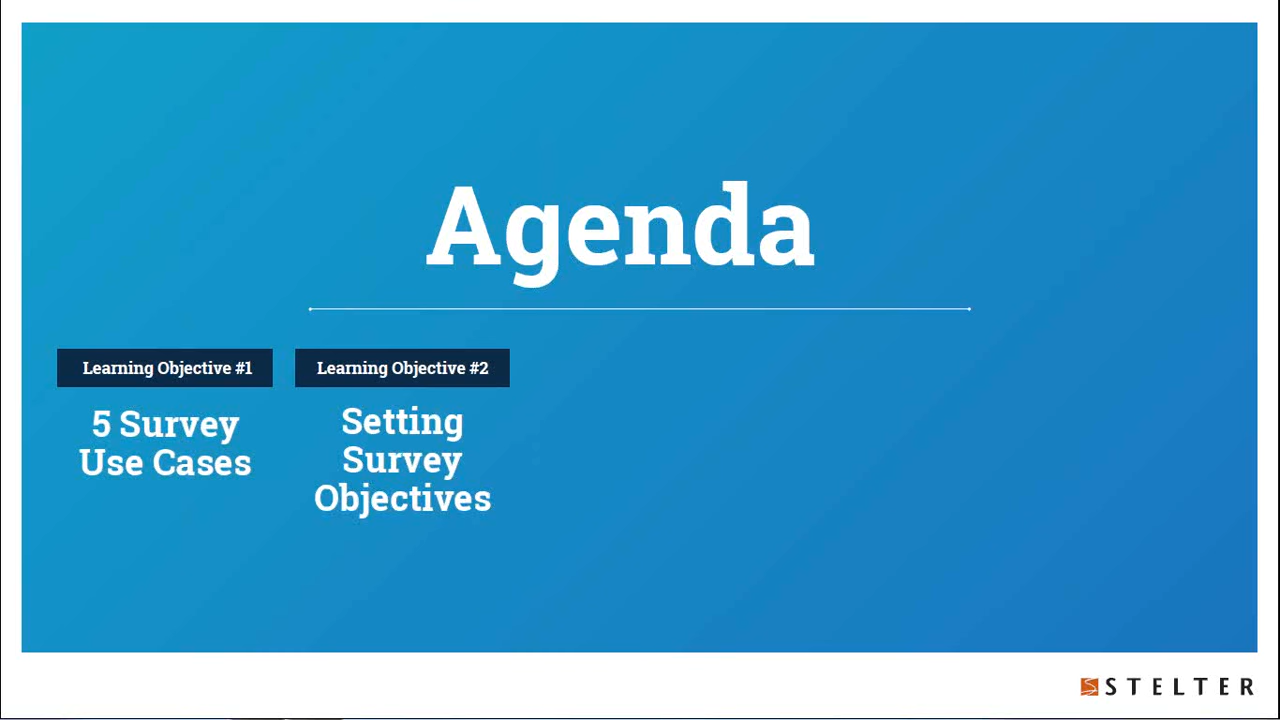 Agenda
Learning Objective #1
5 Survey
Use Cases
Learning Objective #2
Setting
Survey
Objectives
STELTER